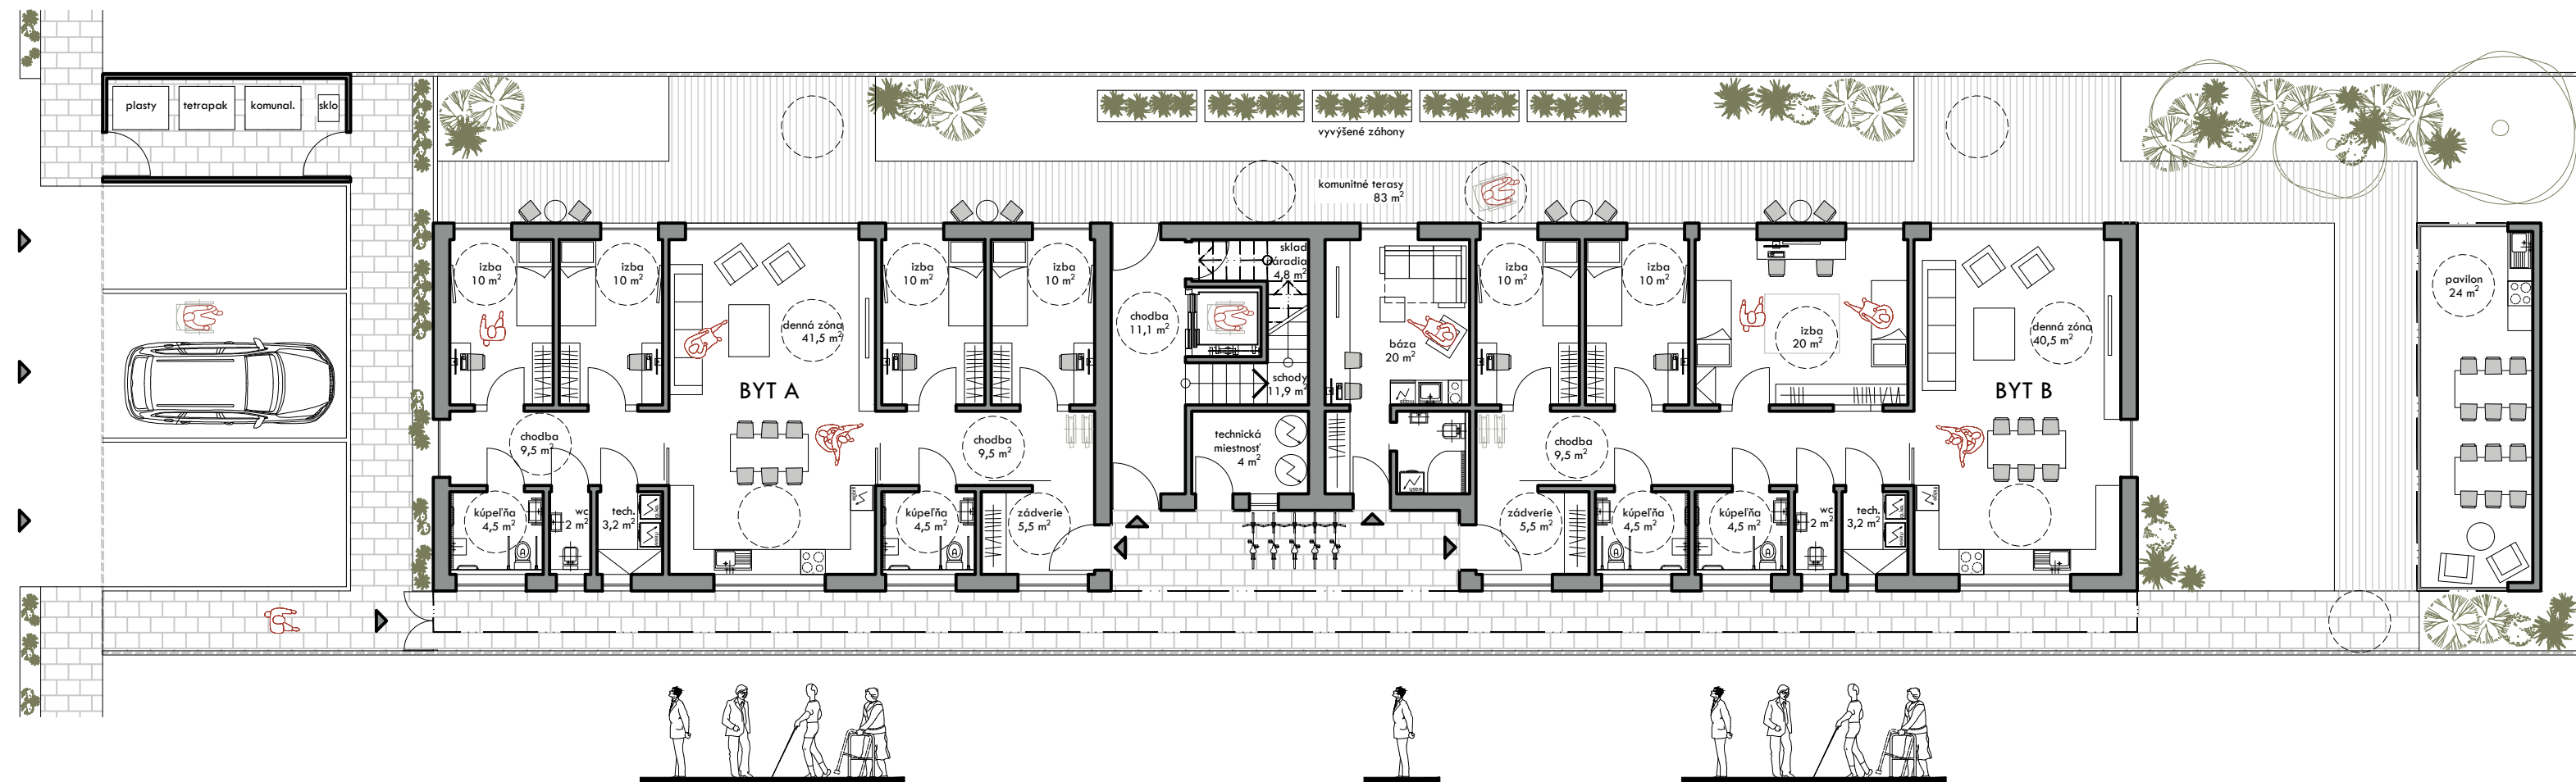 plasty
tetrapak
komunal.
sklo
vyvýšené záhony
komunitné terasy
83 m²
izba
10 m²
izba
10 m²
denná zóna
41,5 m²
BYT A
izba
10 m²
izba
10 m²
chodba
11,1 m²
sklad
náradia
4,8 m²
schody
11,9 m²
báza
20 m²
izba
10 m²
izba
10 m²
izba
20 m²
denná zóna
40,5 m²
BYT B
pavilon
24 m²
chodba
9,5 m²
chodba
9,5 m²
technická
miestnosť
4 m²
chodba
9,5 m²
kúpeľňa
4,5 m²
wc
2 m²
tech.
3,2 m²
kúpeľňa
4,5 m²
zádverie
5,5 m²
zádverie
5,5 m²
kúpeľňa
4,5 m²
kúpeľňa
4,5 m²
wc
2 m²
tech.
3,2 m²